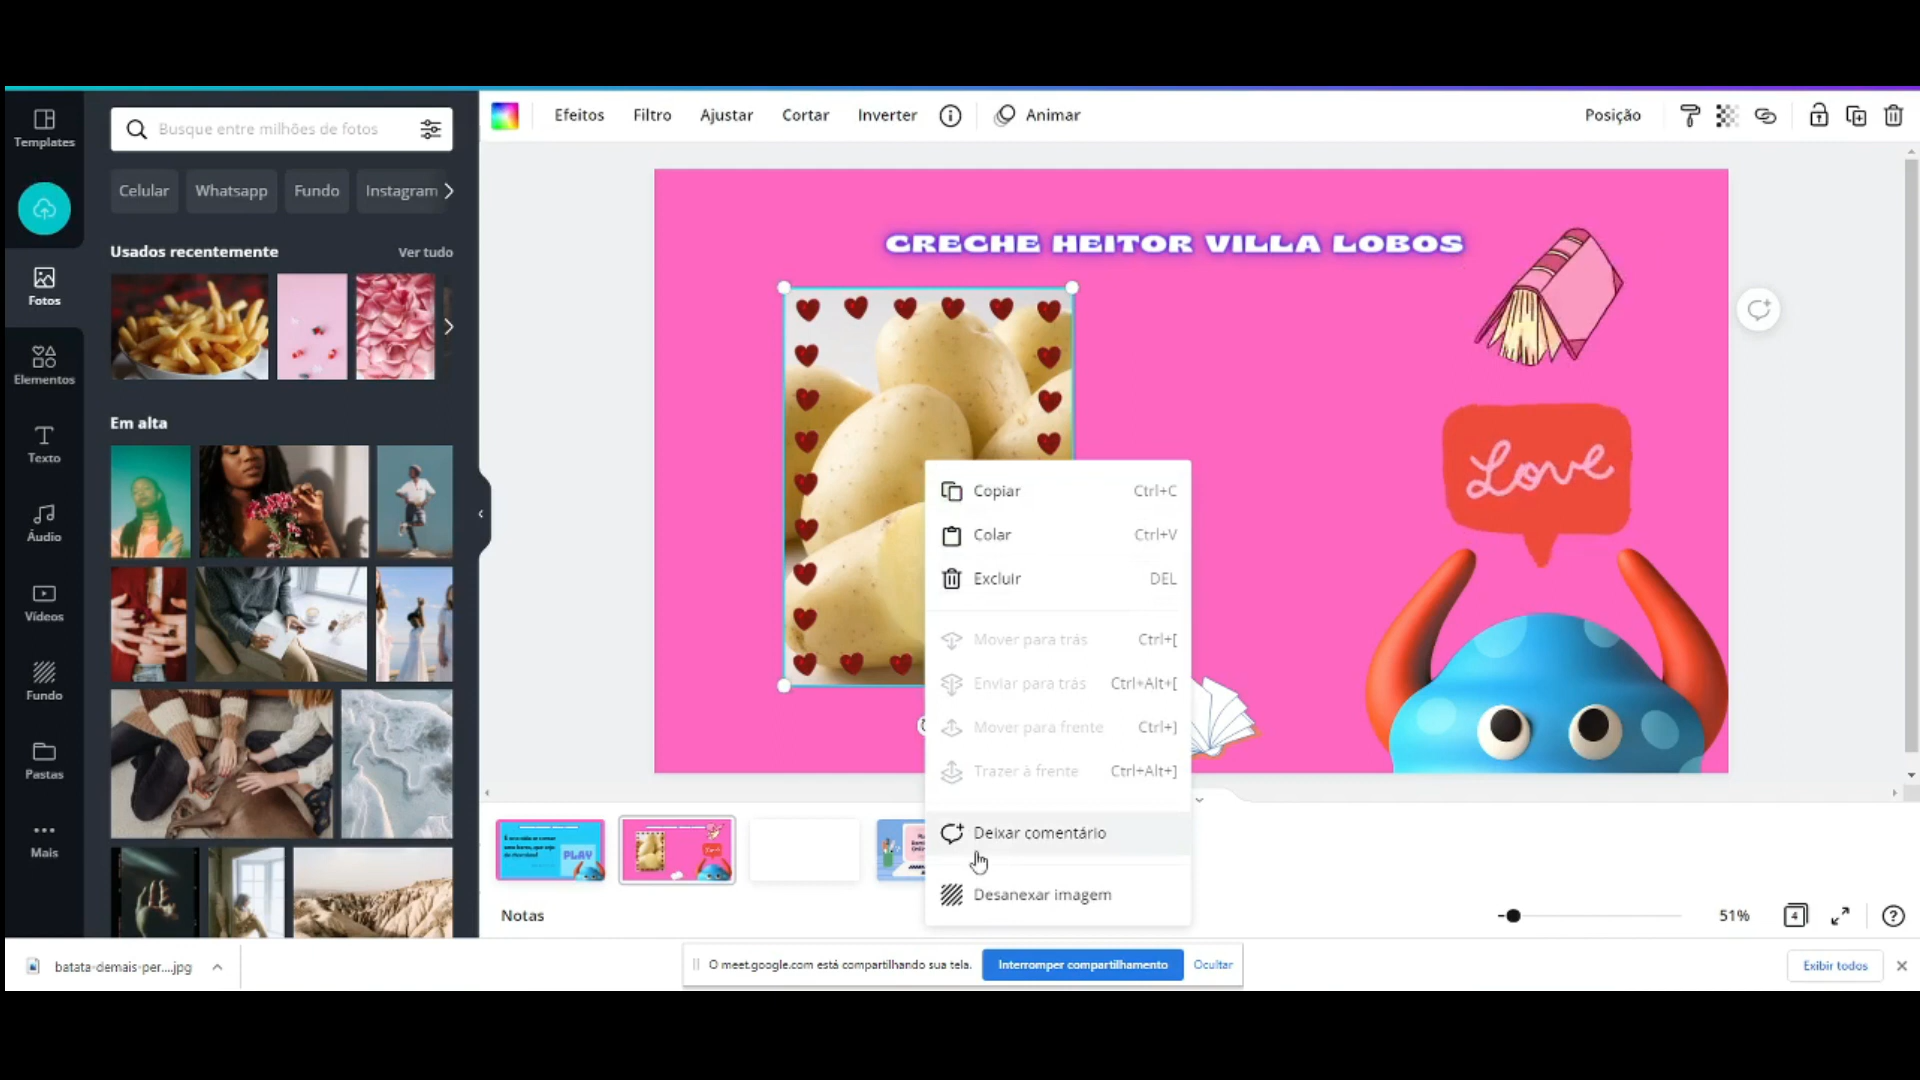 Templates
Fotos
Elementos
Texto
Áudio
Vídeos
Fundo
Pastas
Mais
Busque entre milhões de fotos
Celular
Whatsapp
Fundo
Instagram
Usados recentemente
Ver tudo
Em alta
Efeitos
Filtro
Ajustar
Cortar
Inverter
Animar
Posição
CRECHE HEITOR VILLA LOBOS
Love
Copiar Ctrl+C
Colar Ctrl+V
Excluir DEL
Mover para trás Ctrl+[
Enviar para trás Ctrl+Alt+[
Mover para frente Ctrl+]
Trazer à frente Ctrl+Alt+]
Deixar comentário
Desanexar imagem
PLAY
Notas
51%
4
batata-demais-per....jpg
O meet.google.com está compartilhando sua tela.
Interromper compartilhamento
Ocultar
Exibir todos